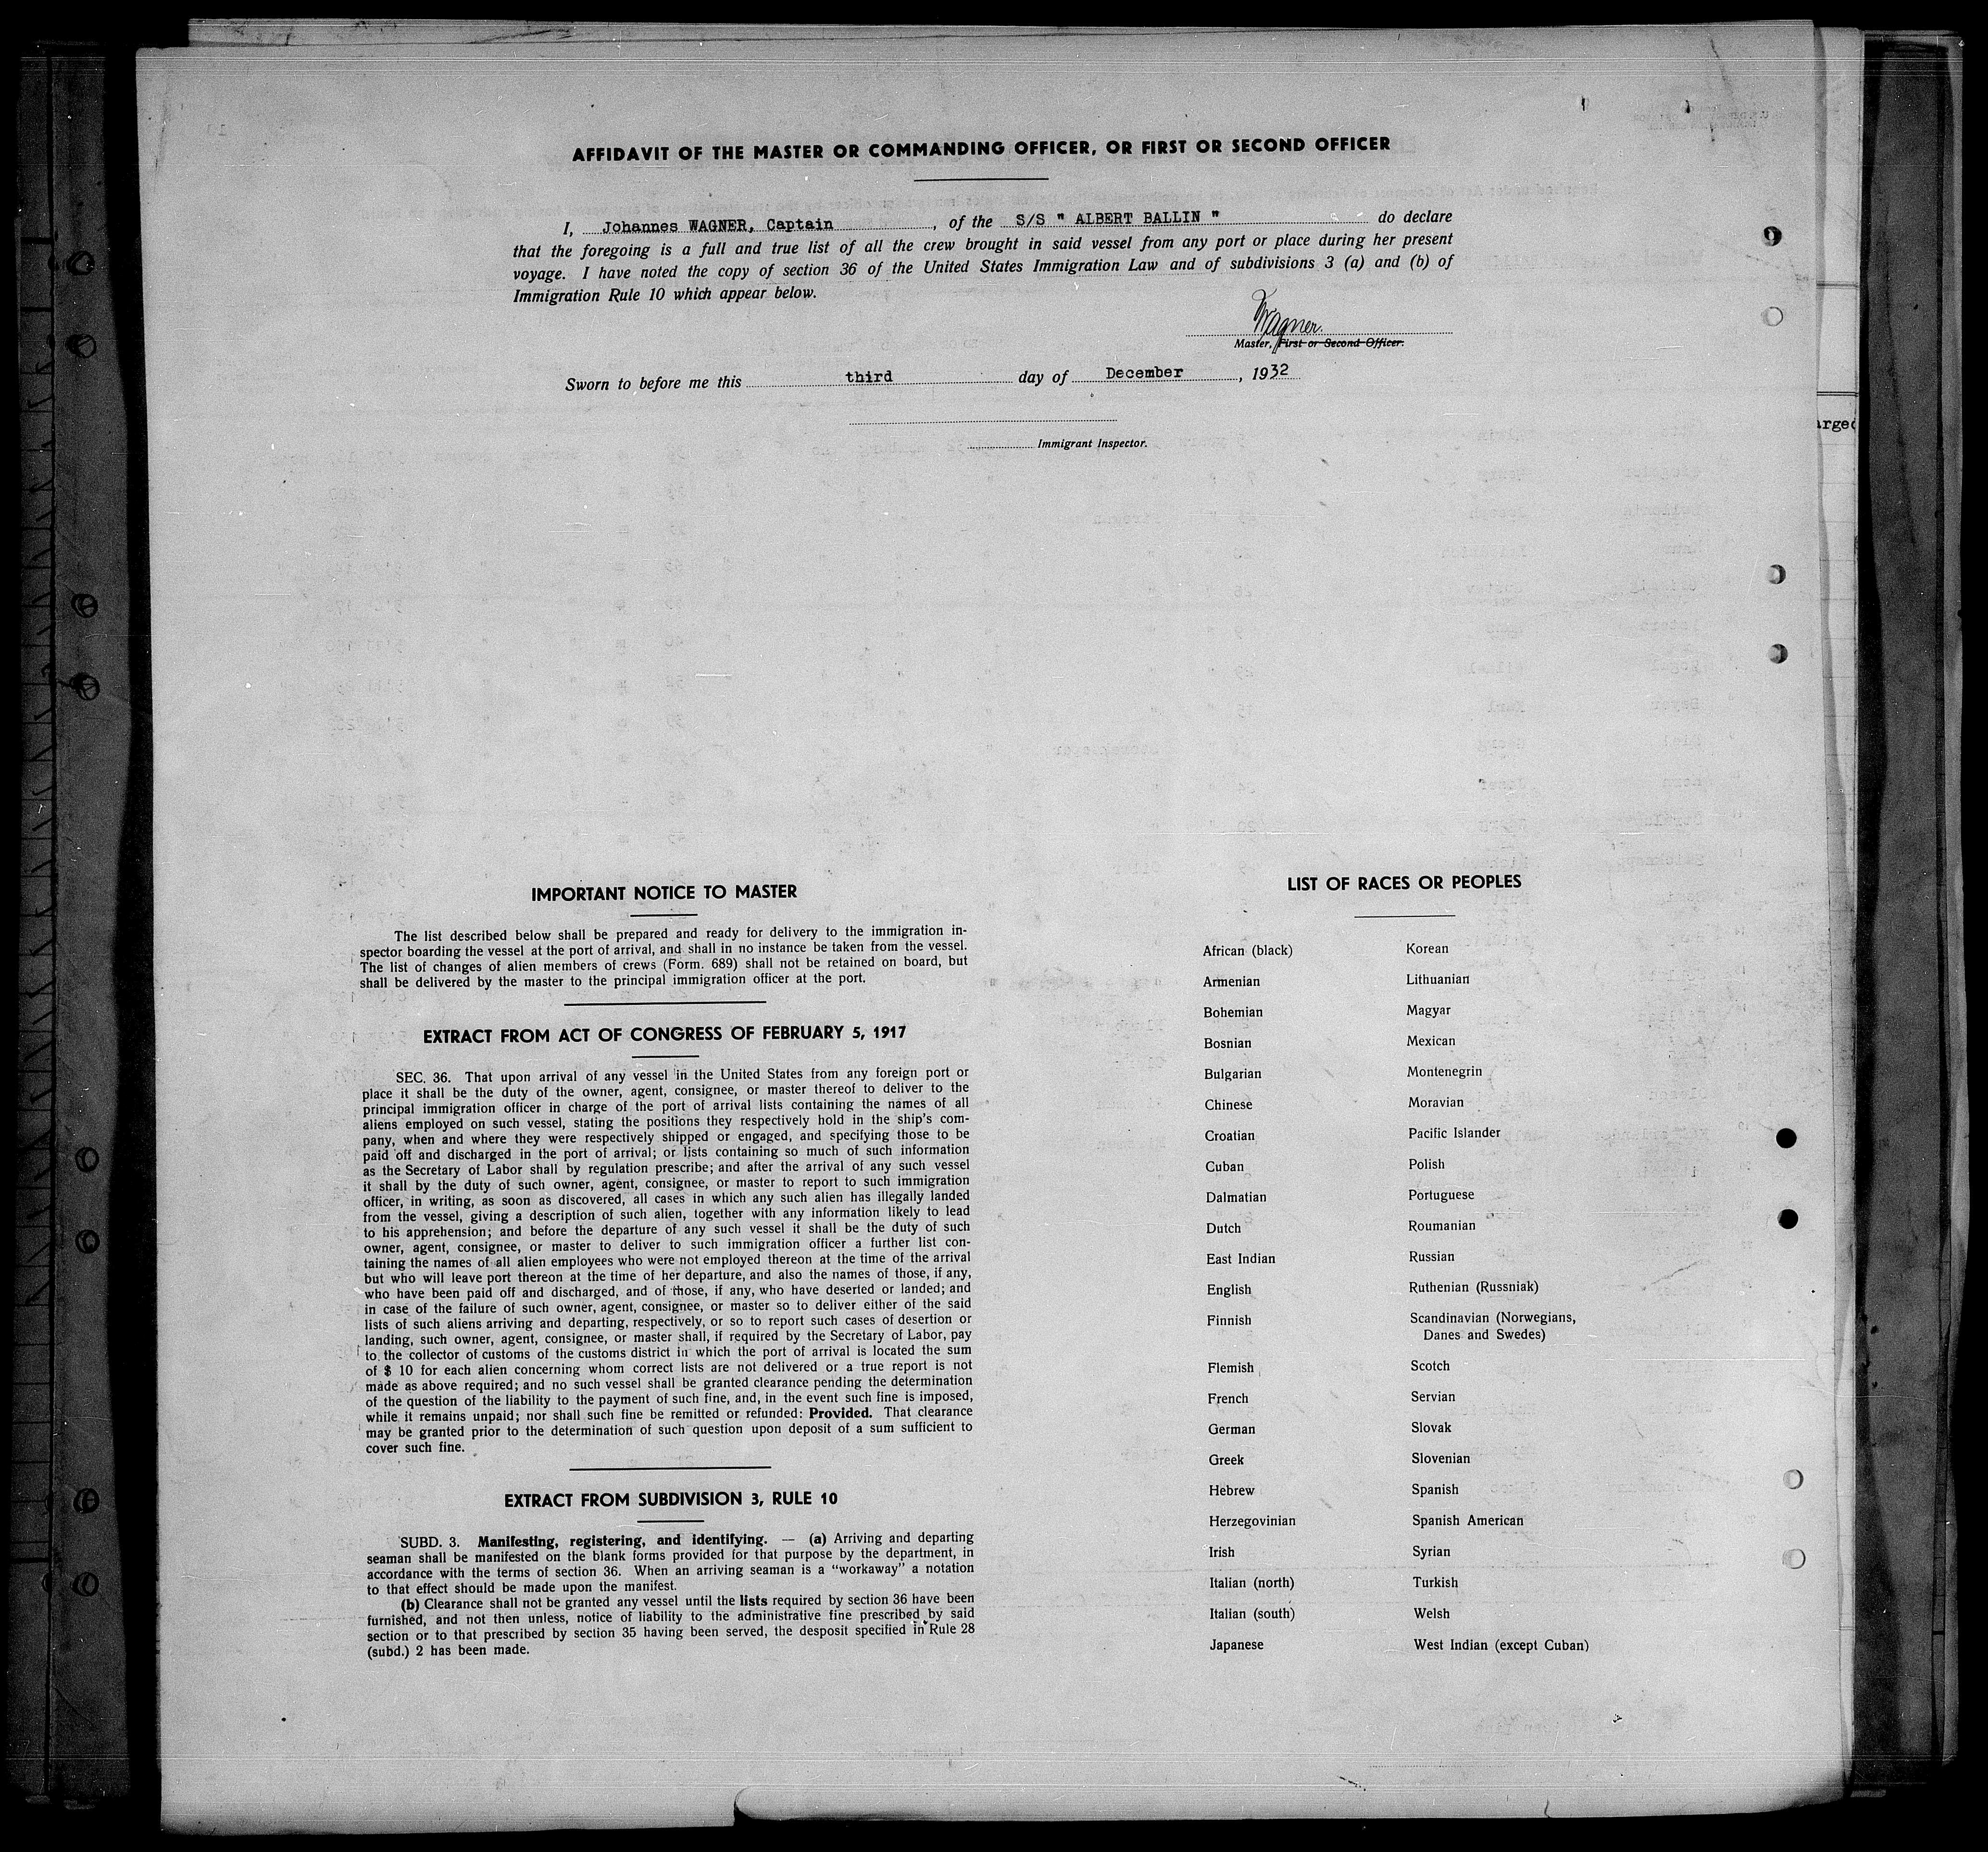 AFFIDAVIT OF THE MASTER OR COMMANDING OFFICER, OR FIRST OR SECOND OFFICER
I, Johannes WAGNER, Captain, of the S/S " ALBERT BALLIN " do declare
that the foregoing is a full and true list of all the crew brought in said vessel from any port or place during her present
voyage. I have noted the copy of section 36 of the United States Immigration Law and of subdivisions 3 (a) and (b) of
Immigration Rule 10 which appear below.
Wagner.
Master, First or Second Officer.
Sworn to before me this third day of December, 1932
Immigrant Inspector.
arged
IMPORTANT NOTICE TO MASTER
The list described below shall be prepared and ready for delivery to the immigration in-
spector boarding the vessel at the port of arrival, and shall in no instance be taken from the vessel.
The list of changes of alien members of crews (Form. 689) shall not be retained on board, but
shall be delivered by the master to the principal immigration officer at the port.
EXTRACT FROM ACT OF CONGRESS OF FEBRUARY 5, 1917
SEC. 36. That upon arrival of any vessel in the United States from any foreign port or
place it shall be the duty of the owner, agent, consignee, or master thereof to deliver to the
principal immigration officer in charge of the port of arrival lists containing the names of all
aliens employed on such vessel, stating the positions they respectively hold in the ship's com-
pany, when and where they were respectively shipped or engaged, and specifying those to be
paid off and discharged in the port of arrival; or lists containing so much of such information
as the Secretary of Labor shall by regulation prescribe; and after the arrival of any such vessel
it shall by the duty of such owner, agent, consignee, or master to report to such immigration
officer, in writing, as soon as discovered, all cases in which any such alien has illegally landed
from the vessel, giving a description of such alien, together with any information likely to lead
to his apprehension; and before the departure of any such vessel it shall be the duty of such
owner, agent, consignee, or master to deliver to such immigration officer a further list con-
taining the names of all alien employees who were not employed thereon at the time of the arrival
but who will leave port thereon at the time of her departure, and also the names of those, if any,
who have been paid off and discharged, and of those, if any, who have deserted or landed; and
in case of the failure of such owner, agent, consignee, or master so to deliver either of the said
lists of such aliens arriving and departing, respectively, or so to report such cases of desertion or
landing, such owner, agent, consignee, or master shall, if required by the Secretary of Labor, pay
to the collector of customs of the customs district in which the port of arrival is located the sum
of $ 10 for each alien concerning whom correct lists are not delivered or a true report is not
made as above required; and no such vessel shall be granted clearance pending the determination
of the question of the liability to the payment of such fine, and, in the event such fine is imposed,
while it remains unpaid; nor shall such fine be remitted or refunded: Provided. That clearance
may be granted prior to the determination of such question upon deposit of a sum sufficient to
cover such fine.
EXTRACT FROM SUBDIVISION 3, RULE 10
SUBD. 3. Manifesting, registering, and identifying. — (a) Arriving and departing
seaman shall be manifested on the blank forms provided for that purpose by the department, in
accordance with the terms of section 36. When an arriving seaman is a "workaway" a notation
to that effect should be made upon the manifest.
(b) Clearance shall not be granted any vessel until the lists required by section 36 have been
furnished, and not then unless, notice of liability to the administrative fine prescribed by said
section or to that prescribed by section 35 having been served, the desposit specified in Rule 28
(subd.) 2 has been made.
LIST OF RACES OR PEOPLES
African (black)
Armenian
Bohemian
Bosnian
Bulgarian
Chinese
Croatian
Cuban
Dalmatian
Dutch
East Indian
English
Finnish
Flemish
French
German
Greek
Hebrew
Herzegovinian
Irish
Italian (north)
Italian (south)
Japanese
Korean
Lithuanian
Magyar
Mexican
Montenegrin
Moravian
Pacific Islander
Polish
Portuguese
Roumanian
Russian
Ruthenian (Russniak)
Scandinavian (Norwegians,
Danes and Swedes)
Scotch
Servian
Slovak
Slovenian
Spanish
Spanish American
Syrian
Turkish
Welsh
West Indian (except Cuban)